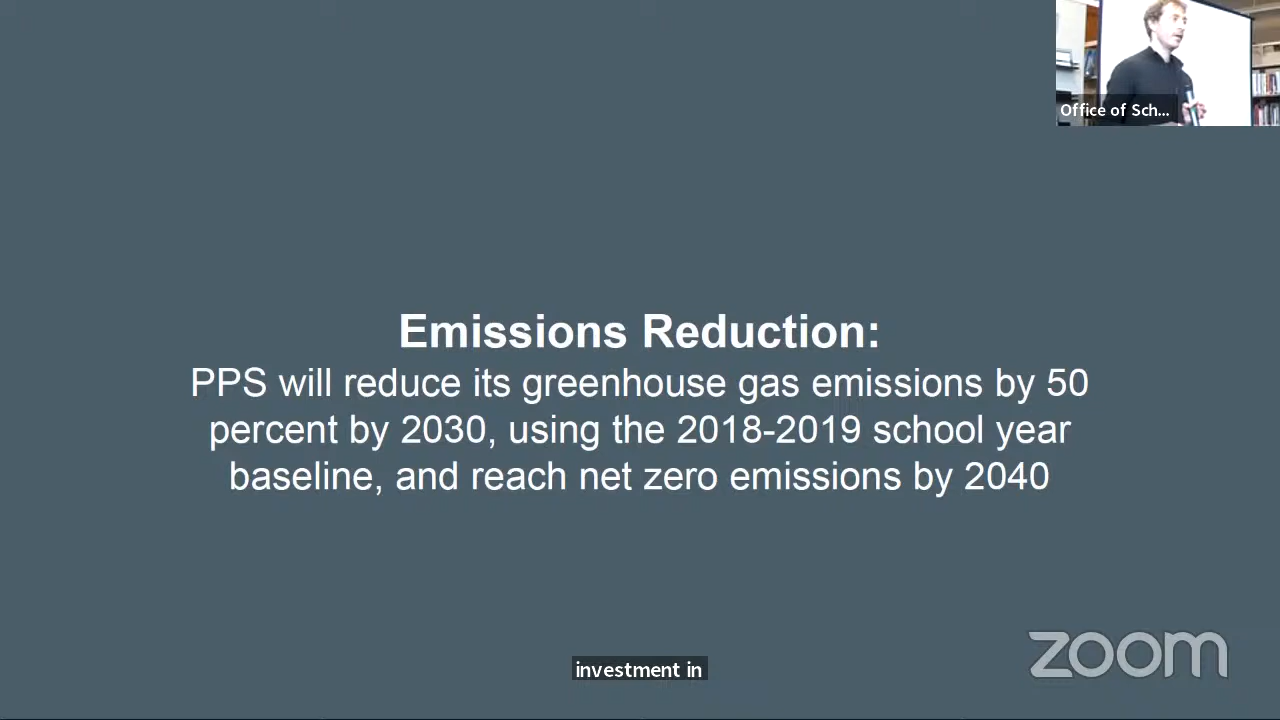 Office of Sch...
Emissions Reduction:
PPS will reduce its greenhouse gas emissions by 50
percent by 2030, using the 2018-2019 school year
baseline, and reach net zero emissions by 2040
zoom
investment in